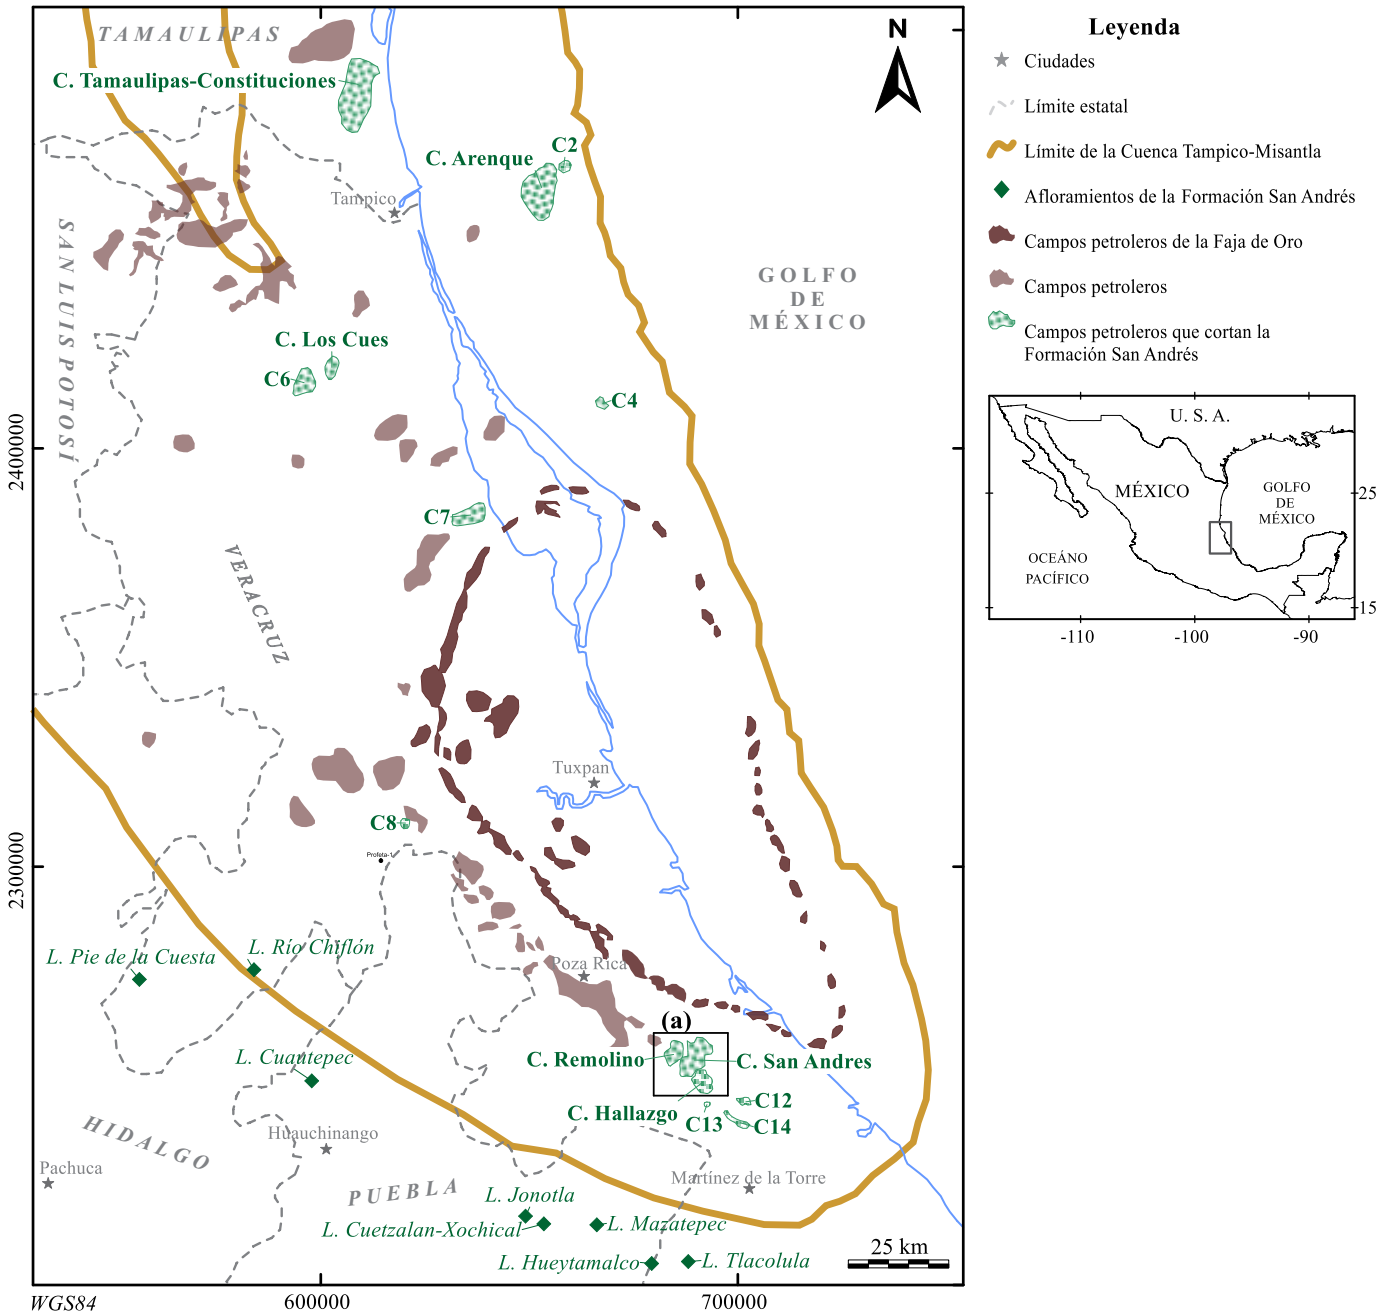 TAMAULIPAS
C. Tamaulipas-Constituciones
C2
C. Arenque
Tampico
SAN LUIS POTOSI
GOLFO
DE
MÉXICO
C. Los Cues
C6
C4
C7
VERACRUZ
Tuxpan
C8
Profeta-1
L. Pie de la Cuesta
L. Río Chiflón
Poza Rica
(a)
C. Remolino
C. San Andres
L. Cuautepec
C. Hallazgo
C12
C13
C14
HIDALGO
Huauchinango
Pachuca
PUEBLA
Martínez de la Torre
L. Jonotla
L. Cuetzalan-Xochical
L. Mazatepec
L. Hueytamalco
L. Tlacolula
25 km
N
2400000
2300000
600000
700000
WGS84
Leyenda
Ciudades
Límite estatal
Límite de la Cuenca Tampico-Misantla
Afloramientos de la Formación San Andrés
Campos petroleros de la Faja de Oro
Campos petroleros
Campos petroleros que cortan la
Formación San Andrés
U. S. A.
MÉXICO
GOLFO
DE
MÉXICO
OCEÁNO
PACÍFICO
25
15
-110
-100
-90